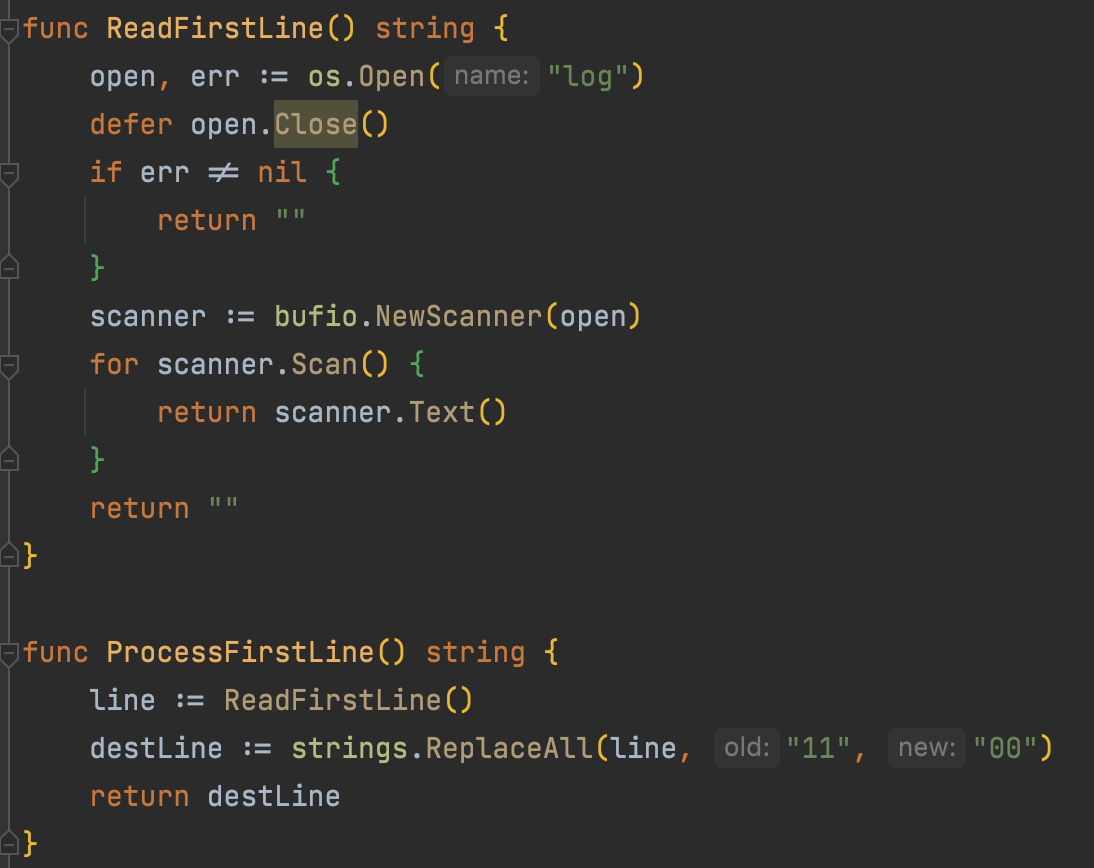 func ReadFirstLine() string {
    open, err := os.Open( name: "log")
    defer open.Close()
    if err ≠ nil {
        return ""
    }
    scanner := bufio.NewScanner(open)
    for scanner.Scan() {
        return scanner.Text()
    }
    return ""
}

func ProcessFirstLine() string {
    line := ReadFirstLine()
    destLine := strings.ReplaceAll(line, old: "11", new: "00")
    return destLine
}